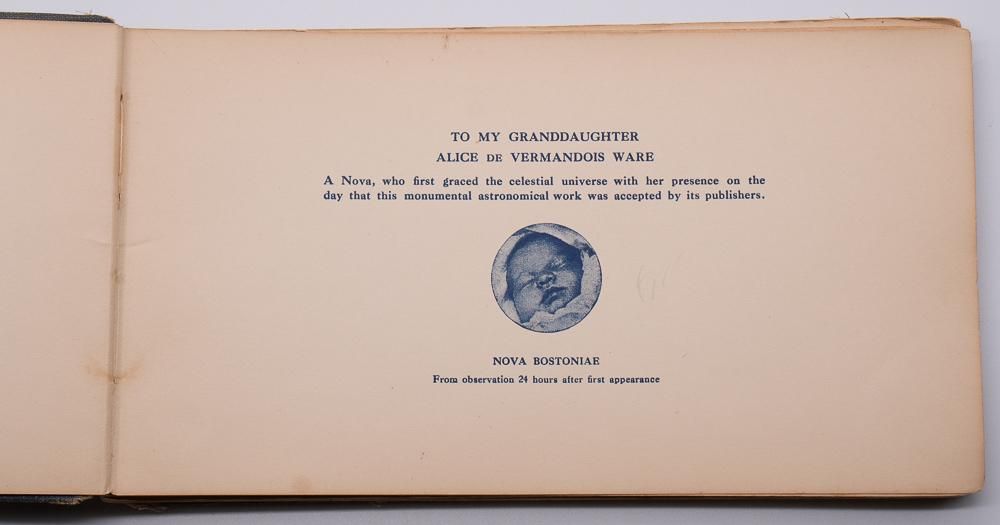 TO MY GRANDDAUGHTER
ALICE DE VERMANDOIS WARE
A Nova, who first graced the celestial universe with her presence on the
day that this monumental astronomical work was accepted by its publishers.
NOVA BOSTONIAE
From observation 24 hours after first appearance